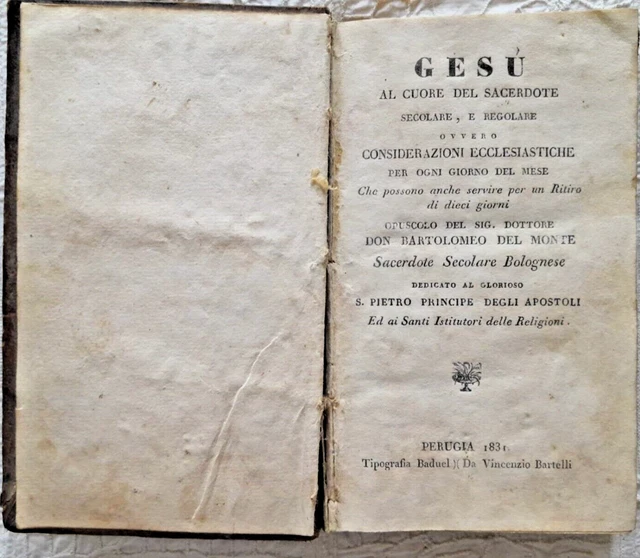 GESÙ
AL CUORE DEL SACERDOTE
SECOLARE, E REGOLARE
OVVERO
CONSIDERAZIONI ECCLESIASTICHE
PER OGNI GIORNO DEL MESE
Che possono anche servire per un Ritiro
di dieci giorni
OPUSCOLO DEL SIG. DOTTORE
DON BARTOLOMEO DEL MONTE
Sacerdote Secolare Bolognese
DEDICATO AL GLORIOSO
S. PIETRO PRINCIPE DEGLI APOSTOLI
Ed ai Santi Istitutori delle Religioni.
PERUGIA 1831
Tipografia Baduel )( Da Vincenzio Bartelli